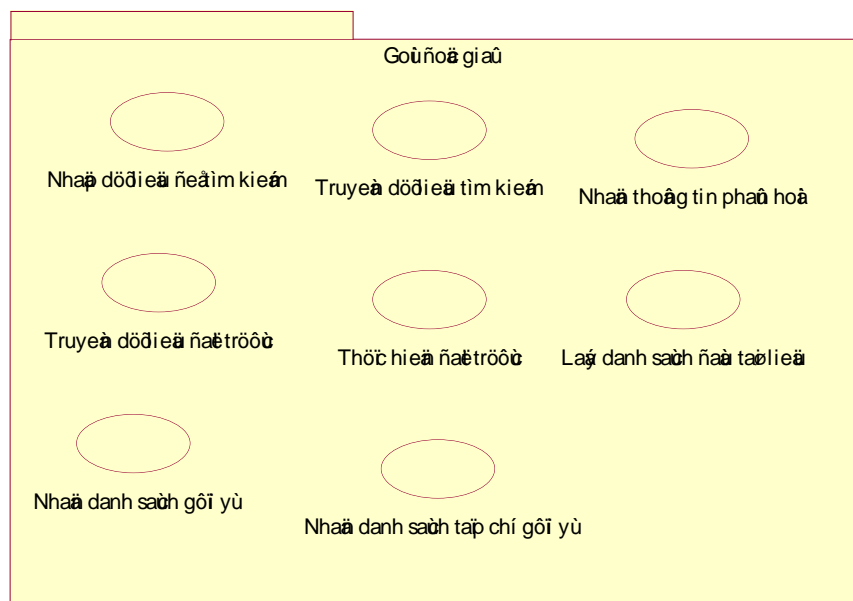 Goùi ñoäc giaû
Nhaäp döõ lieäu ñeå tìm kieám
Truyeàn döõ lieäu tìm kieám
Nhaän thoâng tin phaûn hoài
Truyeàn döõ lieäu ñaët tröôùc
Thöïc hieän ñaët tröôùc
Laáy danh saùch ñaàu taøi lieäu
Nhaän danh saùch gôïi yù
Nhaän danh saùch taïp chí gôïi yù